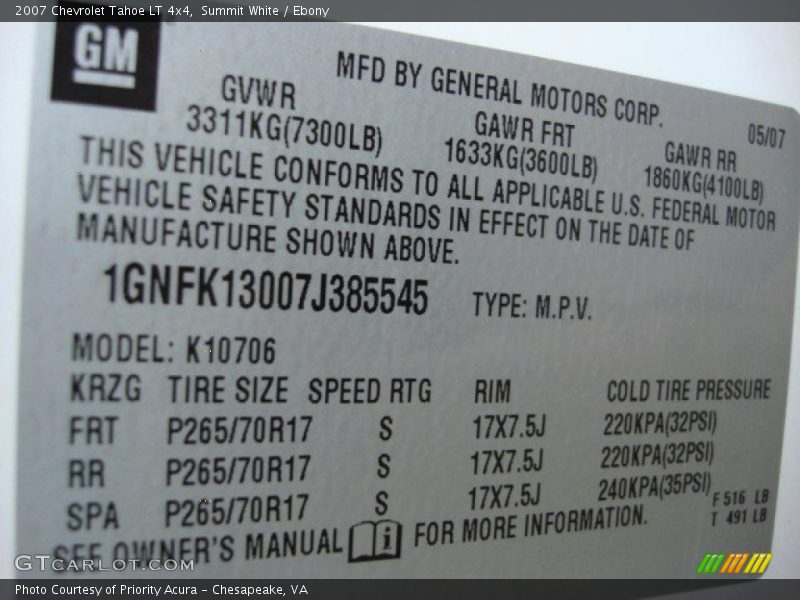 2007 Chevrolet Tahoe LT 4x4, Summit White / Ebony
GM
MFD BY GENERAL MOTORS CORP.
05/07
GVWR GAWR FRT GAWR RR
3311KG(7300LB) 1633KG(3600LB) 1860KG(4100LB)
THIS VEHICLE CONFORMS TO ALL APPLICABLE U.S. FEDERAL MOTOR
VEHICLE SAFETY STANDARDS IN EFFECT ON THE DATE OF
MANUFACTURE SHOWN ABOVE.
1GNFK13007J385545 TYPE: M.P.V.
MODEL: K10706
KRZG TIRE SIZE SPEED RTG RIM COLD TIRE PRESSURE
FRT P265/70R17 S 17X7.5J 220KPA(32PSI)
RR P265/70R17 S 17X7.5J 220KPA(32PSI)
SPA P265/70R17 S 17X7.5J 240KPA(35PSI)
F 516 LB
T 491 LB
SEE OWNER'S MANUAL i FOR MORE INFORMATION.
GTCARLOT.COM
Photo Courtesy of Priority Acura - Chesapeake, VA